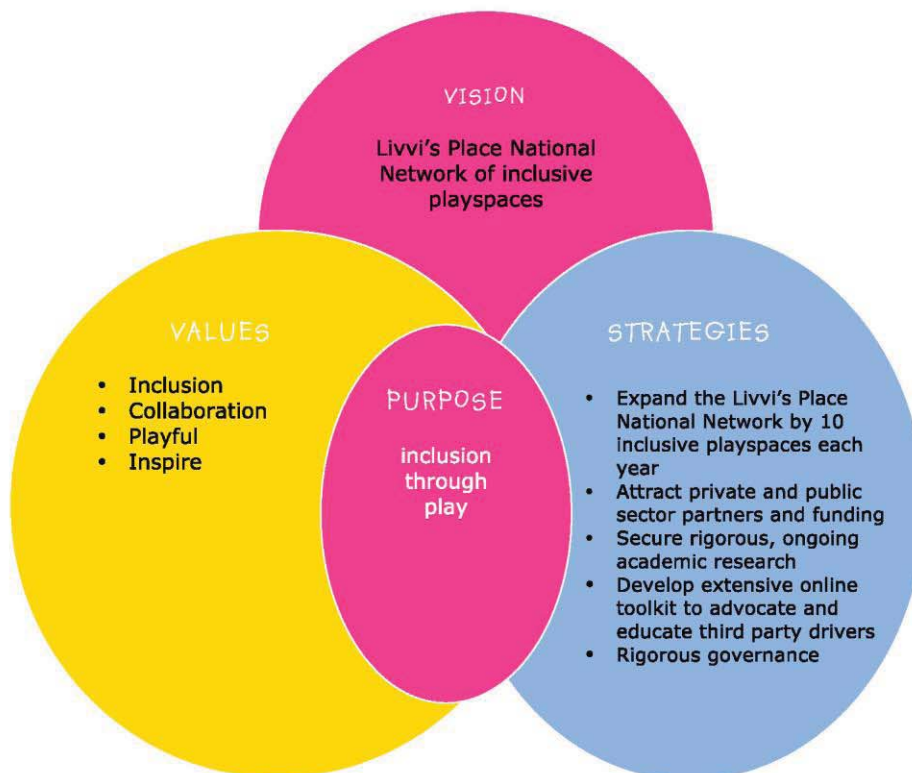 VISION
Livvi's Place National
Network of inclusive
playspaces
VALUES
• Inclusion
• Collaboration
• Playful
• Inspire
PURPOSE
inclusion
through
play
STRATEGIES
• Expand the Livvi's Place
National Network by 10
inclusive playspaces each
year
• Attract private and public
sector partners and funding
• Secure rigorous, ongoing
academic research
• Develop extensive online
toolkit to advocate and
educate third party drivers
• Rigorous governance